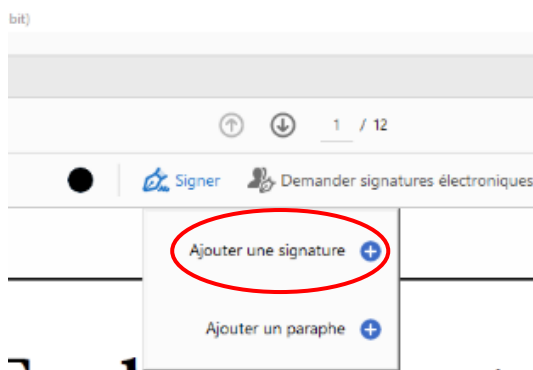 bit)
1 / 12
Signer Demander signatures électroniques
Ajouter une signature
Ajouter un paraphe